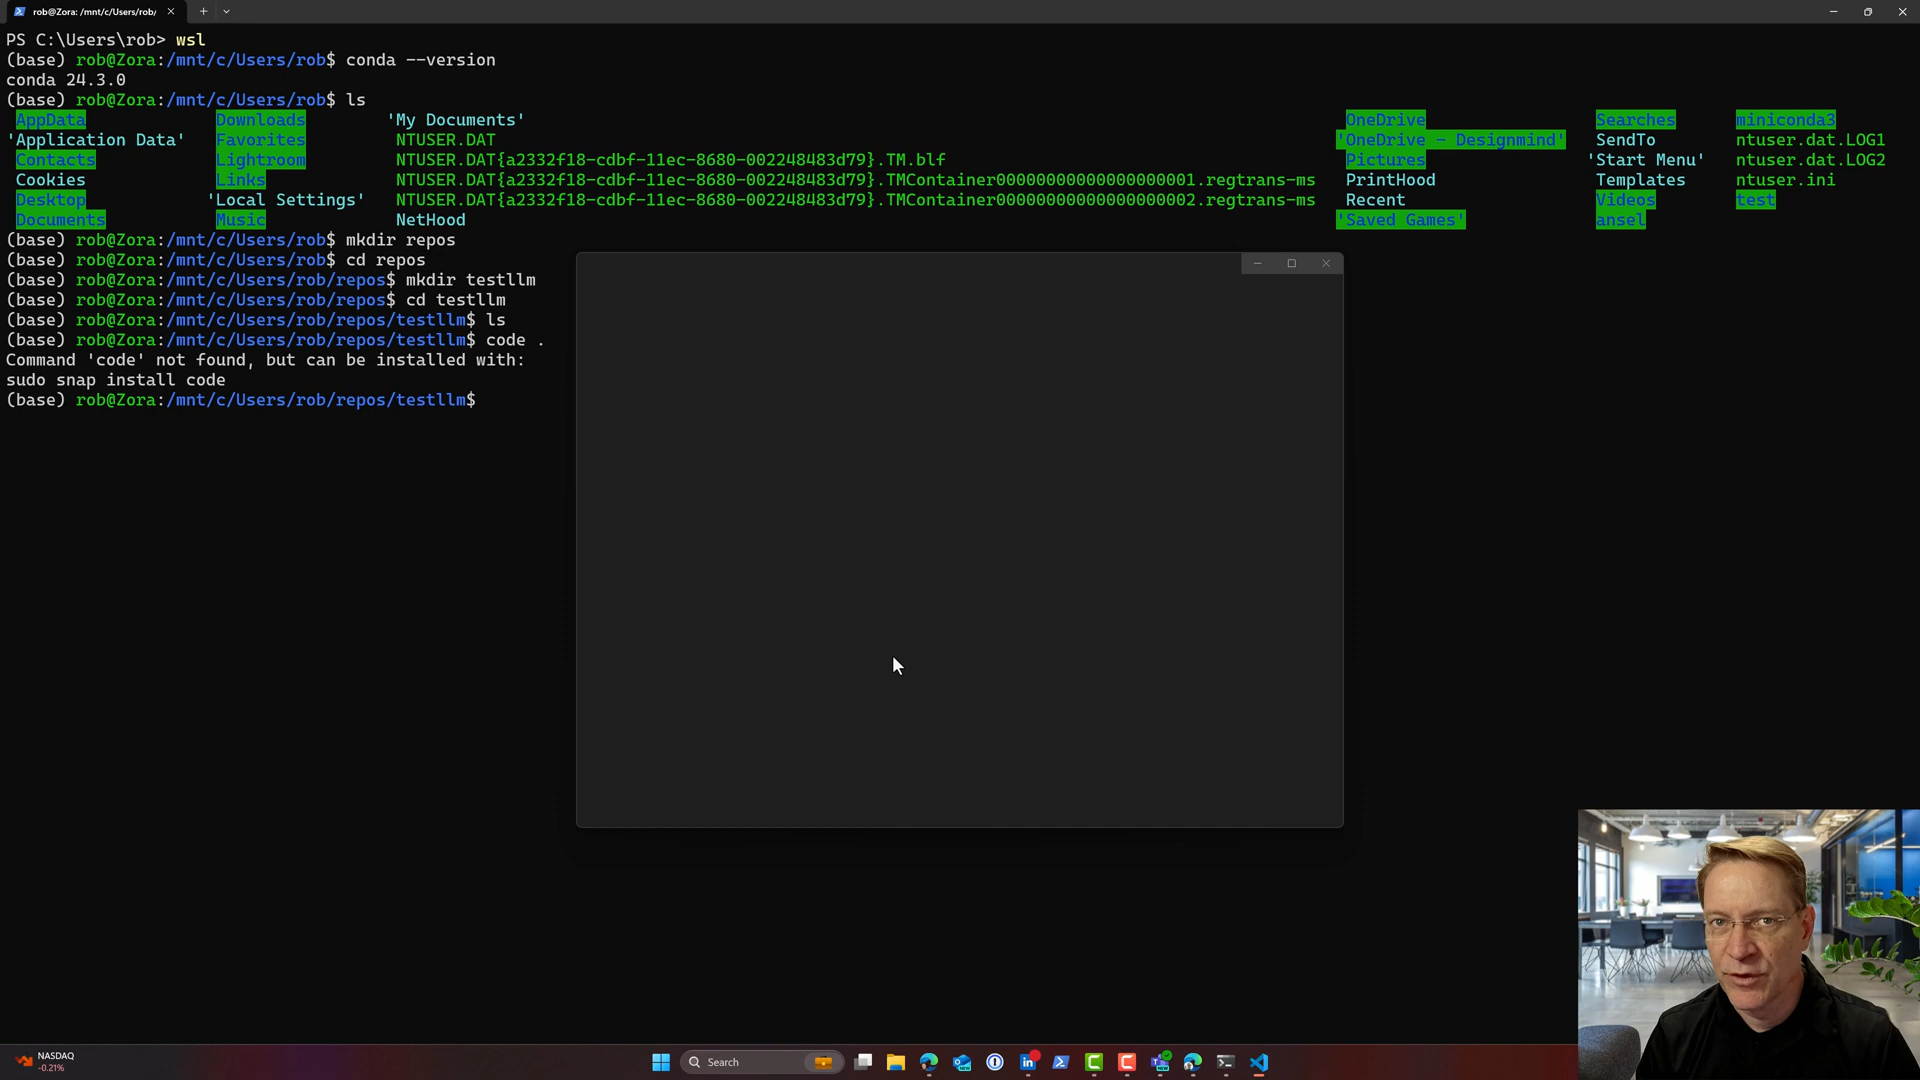 rob@Zora: /mnt/c/Users/rob/
PS C:\Users\rob> wsl
(base) rob@Zora:/mnt/c/Users/rob$ conda --version
conda 24.3.0
(base) rob@Zora:/mnt/c/Users/rob$ ls
AppData Downloads 'My Documents' OneDrive Searches miniconda3
'Application Data' Favorites NTUSER.DAT 'OneDrive - Designmind' SendTo ntuser.dat.LOG1
Contacts Lightroom NTUSER.DAT{a2332f18-cdbf-11ec-8680-002248483d79}.TM.blf Pictures 'Start Menu' ntuser.dat.LOG2
Cookies Links NTUSER.DAT{a2332f18-cdbf-11ec-8680-002248483d79}.TMContainer00000000000000000001.regtrans-ms PrintHood Templates ntuser.ini
Desktop 'Local Settings' NTUSER.DAT{a2332f18-cdbf-11ec-8680-002248483d79}.TMContainer00000000000000000002.regtrans-ms Recent Videos test
Documents Music NetHood 'Saved Games' ansel
(base) rob@Zora:/mnt/c/Users/rob$ mkdir repos
(base) rob@Zora:/mnt/c/Users/rob$ cd repos
(base) rob@Zora:/mnt/c/Users/rob/repos$ mkdir testllm
(base) rob@Zora:/mnt/c/Users/rob/repos$ cd testllm
(base) rob@Zora:/mnt/c/Users/rob/repos/testllm$ ls
(base) rob@Zora:/mnt/c/Users/rob/repos/testllm$ code .
Command 'code' not found, but can be installed with:
sudo snap install code
(base) rob@Zora:/mnt/c/Users/rob/repos/testllm$
NASDAQ
-0.21%
Search